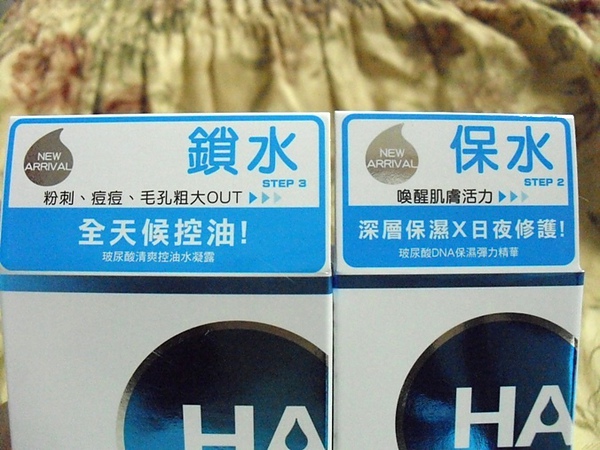 NEW
ARRIVAL
鎖水
STEP 3
粉刺、痘痘、毛孔粗大OUT
全天候控油!
玻尿酸清爽控油水凝露
HA
NEW
ARRIVAL
保水
STEP 2
喚醒肌膚活力
深層保濕X日夜修護!
玻尿酸DNA保濕彈力精華
HA